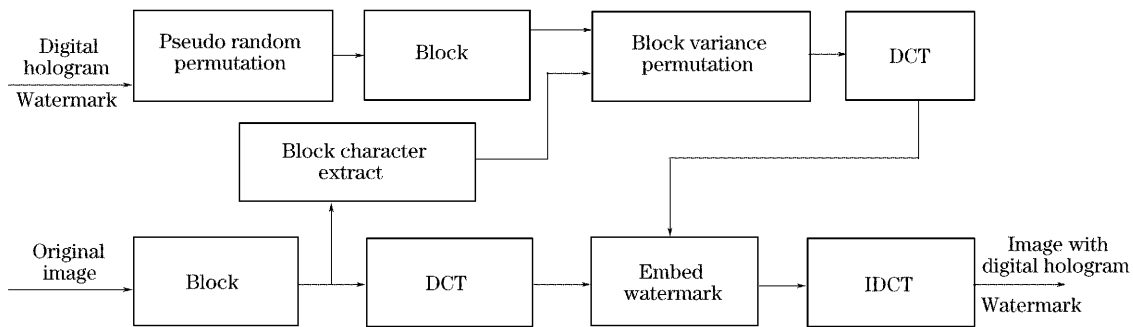 Digital
hologram
Watermark
Pseudo random
permutation
Block
Block variance
permutation
DCT
Block character
extract
Original
image
Block
DCT
Embed
watermark
IDCT
Image with
digital hologram
Watermark